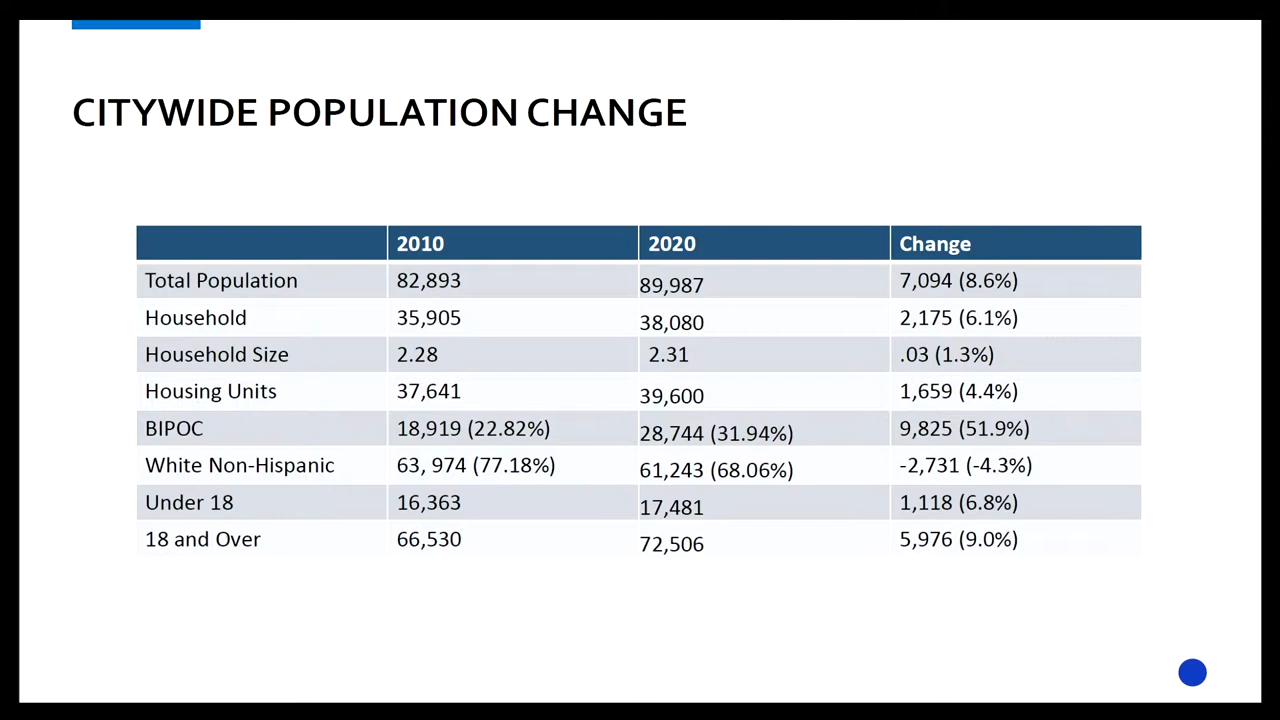 CITYWIDE POPULATION CHANGE
2010 2020 Change
Total Population 82,893 89,987 7,094 (8.6%)
Household 35,905 38,080 2,175 (6.1%)
Household Size 2.28 2.31 .03 (1.3%)
Housing Units 37,641 39,600 1,659 (4.4%)
BIPOC 18,919 (22.82%) 28,744 (31.94%) 9,825 (51.9%)
White Non-Hispanic 63, 974 (77.18%) 61,243 (68.06%) -2,731 (-4.3%)
Under 18 16,363 17,481 1,118 (6.8%)
18 and Over 66,530 72,506 5,976 (9.0%)